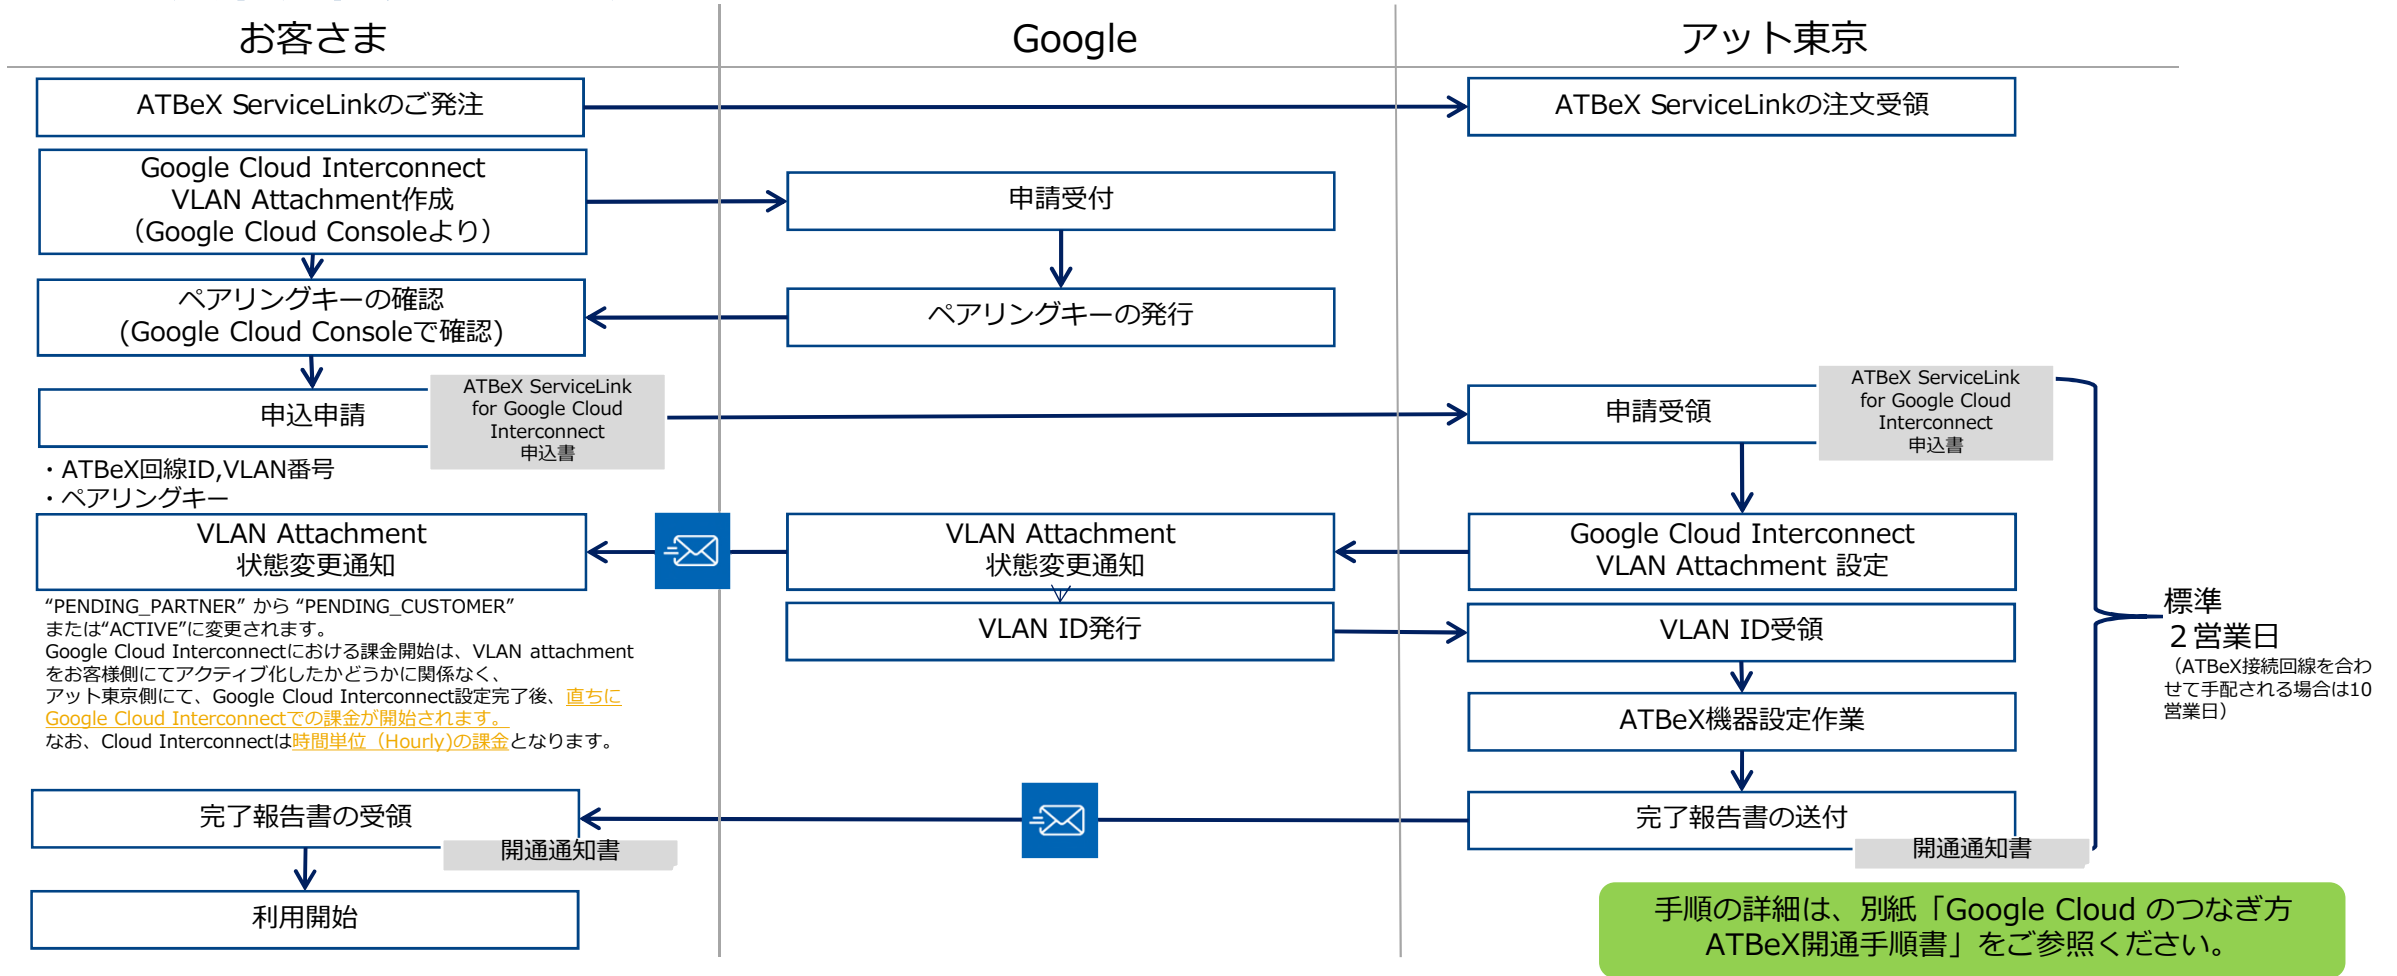 お客さま
Google
アット東京
ATBeX ServiceLinkのご発注
ATBeX ServiceLinkの注文受領
Google Cloud Interconnect
VLAN Attachment作成
（Google Cloud Consoleより）
申請受付
ペアリングキーの確認
(Google Cloud Consoleで確認)
ペアリングキーの発行
申込申請
ATBeX ServiceLink
for Google Cloud
Interconnect
申込書
申請受領
ATBeX ServiceLink
for Google Cloud
Interconnect
申込書
・ATBeX回線ID,VLAN番号
・ペアリングキー
VLAN Attachment
状態変更通知
VLAN Attachment
状態変更通知
Google Cloud Interconnect
VLAN Attachment 設定
“PENDING_PARTNER” から “PENDING_CUSTOMER”
または“ACTIVE”に変更されます。
Google Cloud Interconnectにおける課金開始は、VLAN attachment
をお客様側にてアクティブ化したかどうかに関係なく、
アット東京側にて、Google Cloud Interconnect設定完了後、直ちに
Google Cloud Interconnectでの課金が開始されます。
なお、Cloud Interconnectは時間単位（Hourly)の課金となります。
VLAN ID発行
VLAN ID受領
ATBeX機器設定作業
標準
２営業日
（ATBeX接続回線を合わ
せて手配される場合は10
営業日）
完了報告書の受領
開通通知書
完了報告書の送付
開通通知書
利用開始
手順の詳細は、別紙「Google Cloud のつなぎ方
ATBeX開通手順書」をご参照ください。